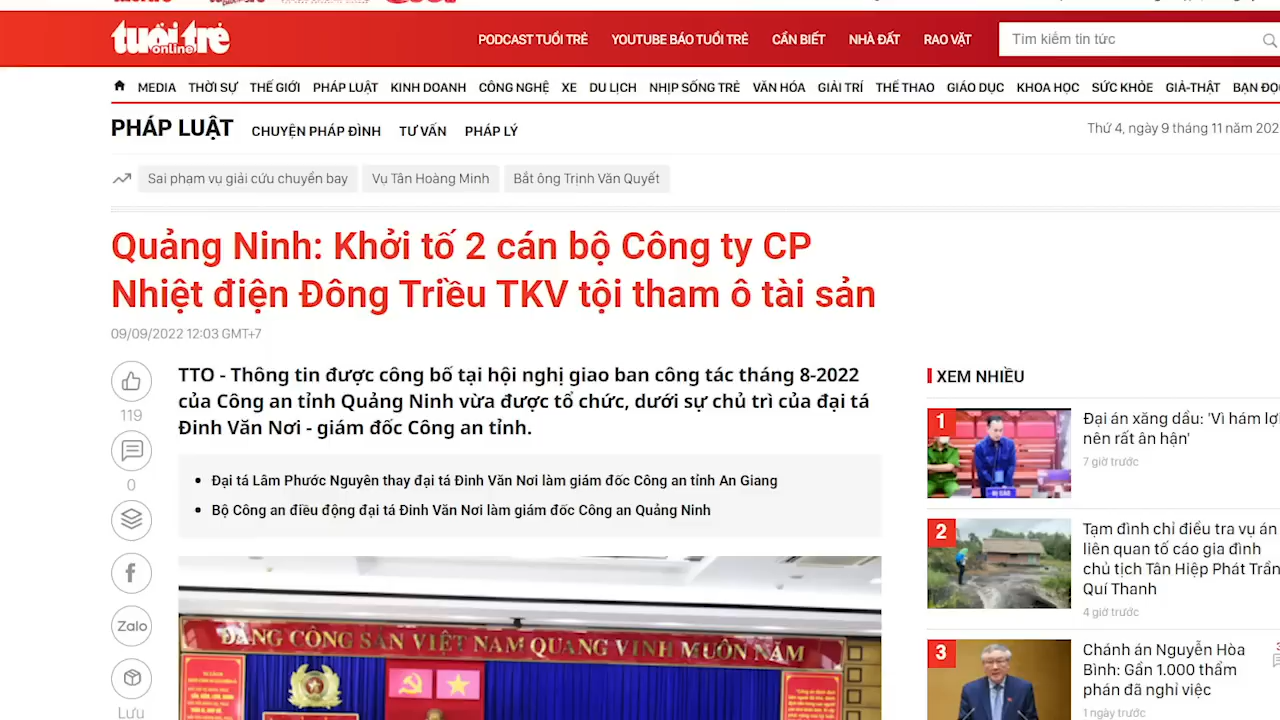 tuổi trẻ
online
PODCAST TUỔI TRẺ
YOUTUBE BÁO TUỔI TRẺ
CẦN BIẾT
NHÀ ĐẤT
RAO VẶT
Tìm kiếm tin tức
MEDIA
THỜI SỰ
THẾ GIỚI
PHÁP LUẬT
KINH DOANH
CÔNG NGHỆ
XE
DU LỊCH
NHỊP SỐNG TRẺ
VĂN HÓA
GIẢI TRÍ
THỂ THAO
GIÁO DỤC
KHOA HỌC
SỨC KHỎE
GIẢ-THẬT
BẠN ĐỌ
PHÁP LUẬT
CHUYỆN PHÁP ĐÌNH
TƯ VẤN
PHÁP LÝ
Thứ 4, ngày 9 tháng 11 năm 202
Sai phạm vụ giải cứu chuyến bay
Vụ Tân Hoàng Minh
Bắt ông Trịnh Văn Quyết
Quảng Ninh: Khởi tố 2 cán bộ Công ty CP
Nhiệt điện Đông Triều TKV tội tham ô tài sản
09/09/2022 12:03 GMT+7
119
0
Zalo
Lưu
TTO - Thông tin được công bố tại hội nghị giao ban công tác tháng 8-2022
của Công an tỉnh Quảng Ninh vừa được tổ chức, dưới sự chủ trì của đại tá
Đinh Văn Nơi - giám đốc Công an tỉnh.
Đại tá Lâm Phước Nguyên thay đại tá Đinh Văn Nơi làm giám đốc Công an tỉnh An Giang
Bộ Công an điều động đại tá Đinh Văn Nơi làm giám đốc Công an Quảng Ninh
ĐẢNG CỘNG SẢN VIỆT NAM QUANG VINH MUÔN NĂM
XEM NHIỀU
1
BỊ CÁO
Đại án xăng dầu: 'Vì hám lợi
nên rất ân hận'
7 giờ trước
2
Tạm đình chỉ điều tra vụ án
liên quan tố cáo gia đình
chủ tịch Tân Hiệp Phát Trần
Quí Thanh
4 giờ trước
3
Chánh án Nguyễn Hòa
Bình: Gần 1.000 thẩm
phán đã nghỉ việc
1 ngày trước